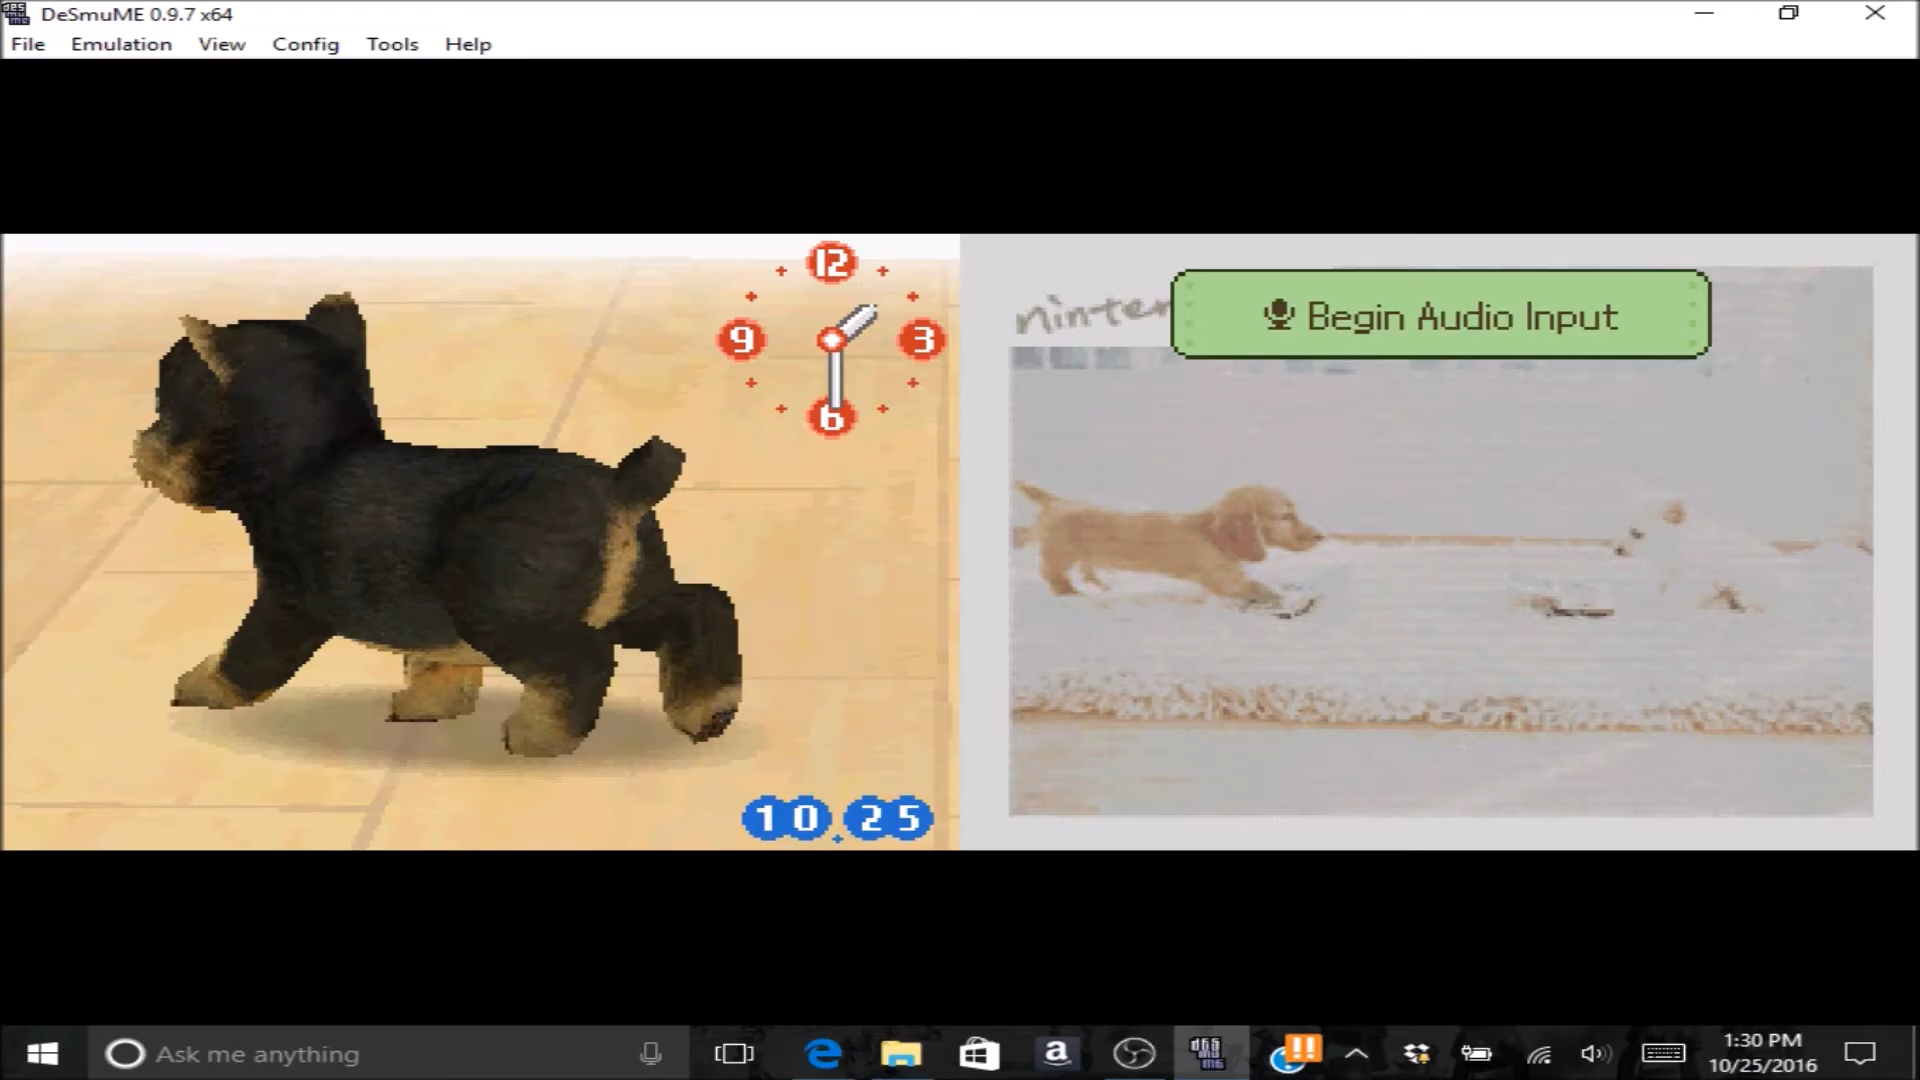 DeSmuME 0.9.7 x64
File Emulation View Config Tools Help
12
9 3
6
ninten
Begin Audio Input
10.25
Ask me anything
1:30 PM
10/25/2016